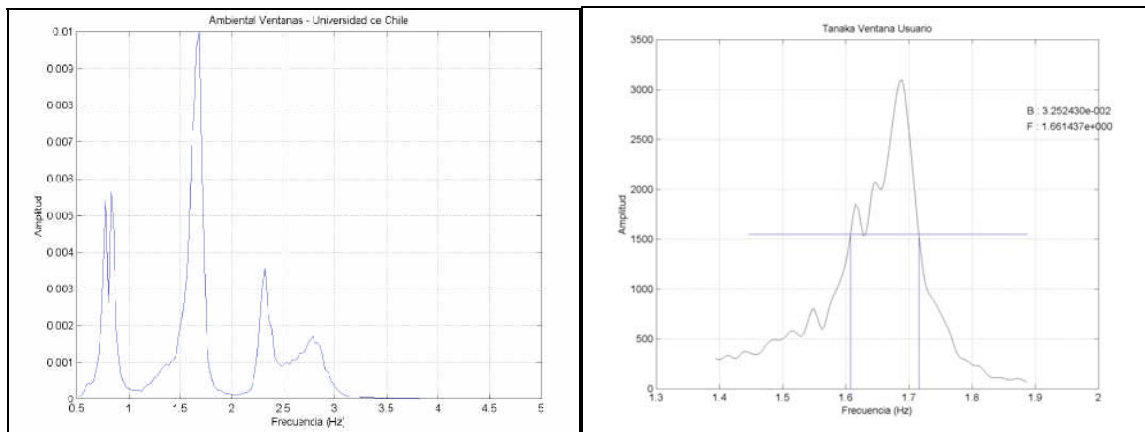 Ambiental Ventanas - Universidad de Chile
0.01
0.009
0.008
0.007
0.006
0.005
0.004
0.003
0.002
0.001
0
Amplitud
0.5 1 1.5 2 2.5 3 3.5 4 4.5 5
Frecuencia (Hz)
Tanaka Ventana Usuario
3500
3000
2500
2000
1500
1000
500
0
Amplitud
B : 3.252430e-002
F : 1.661437e+000
1.3 1.4 1.5 1.6 1.7 1.8 1.9 2
Frecuencia (Hz)